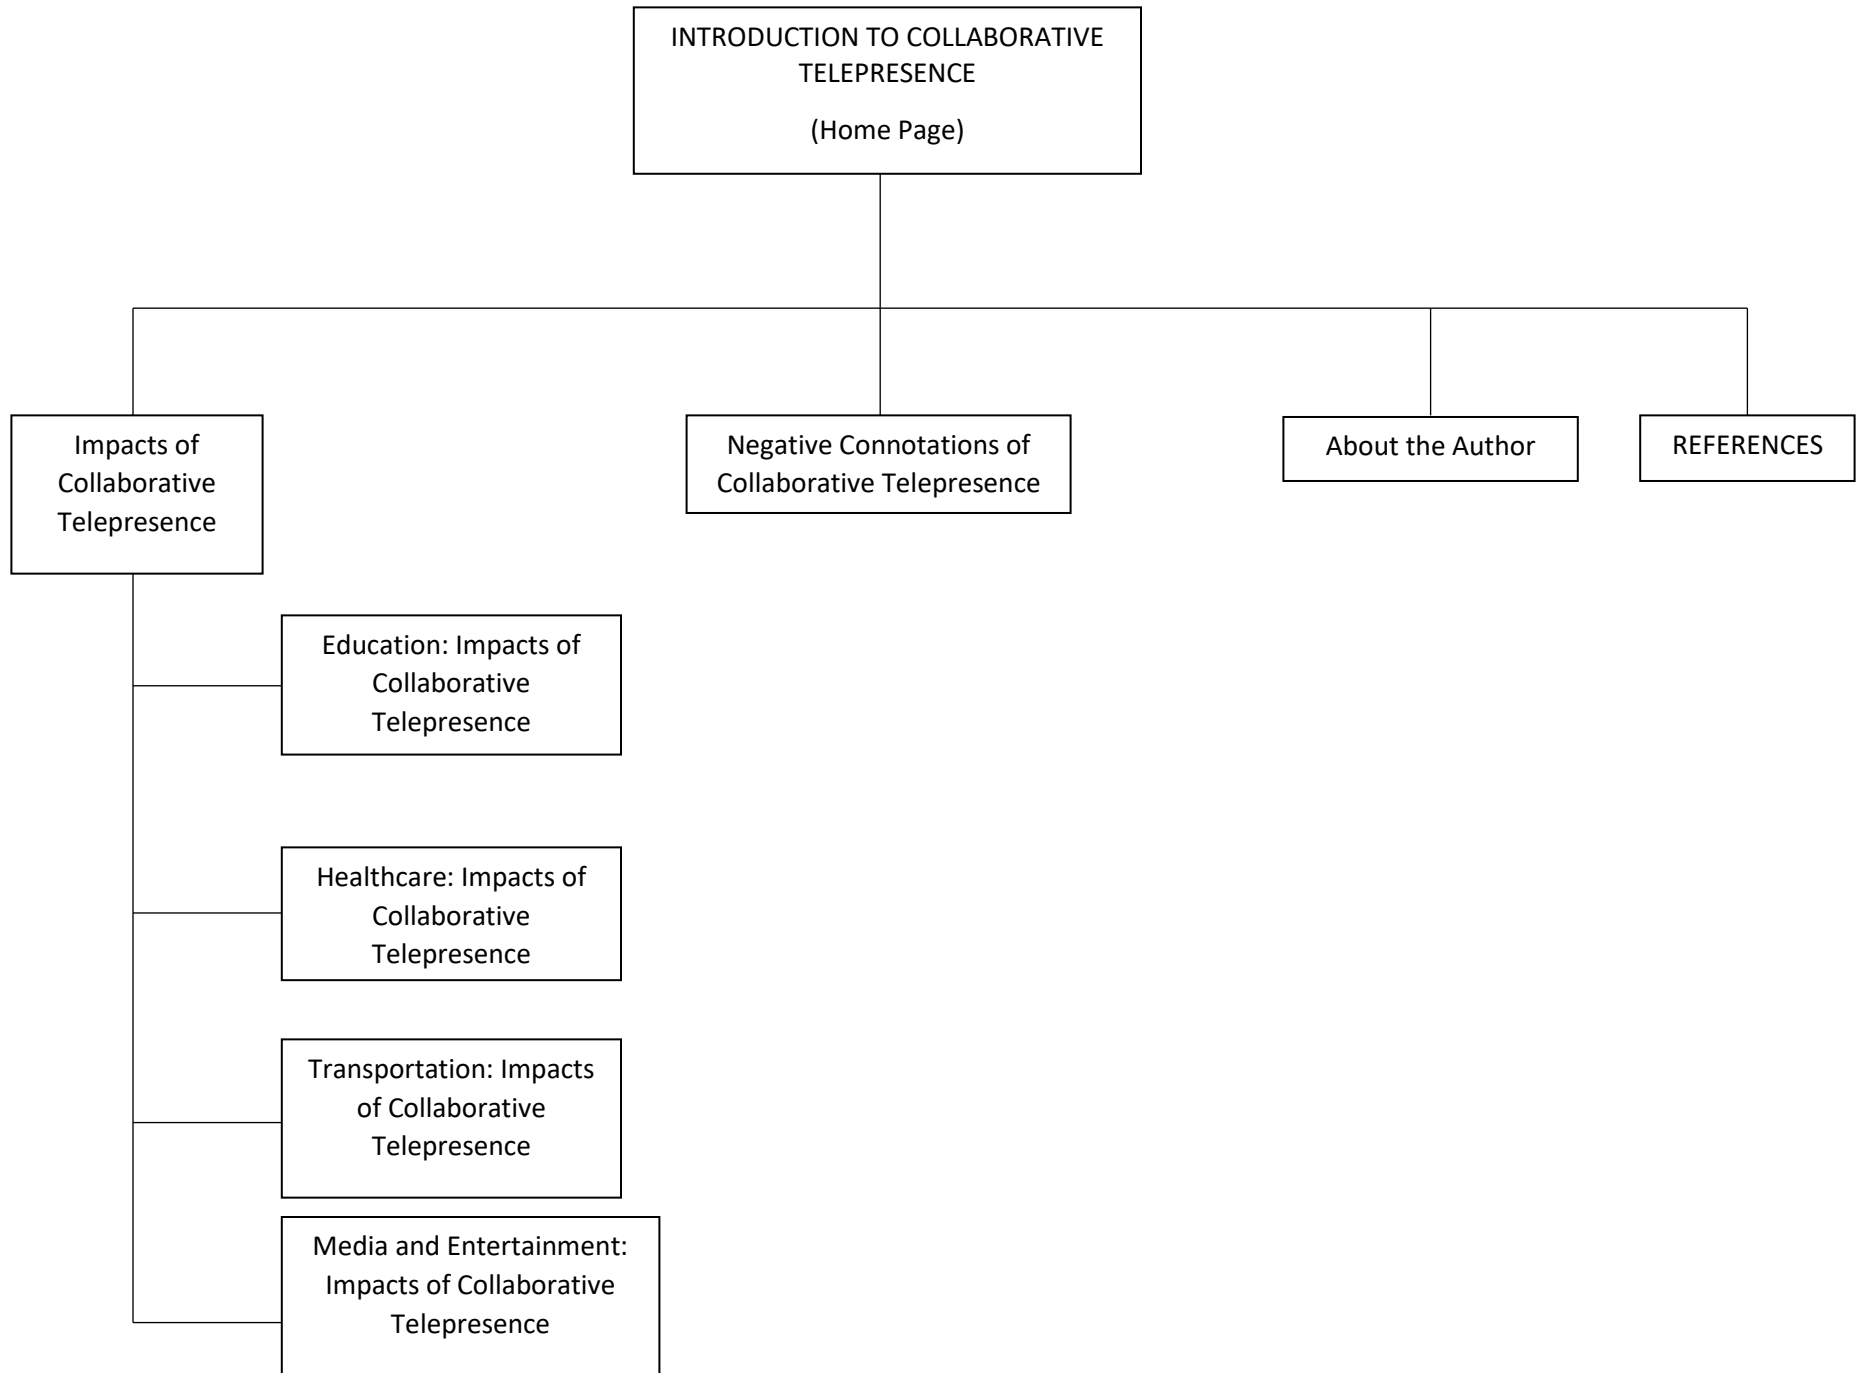 INTRODUCTION TO COLLABORATIVE
TELEPRESENCE
(Home Page)
Impacts of
Collaborative
Telepresence
Negative Connotations of
Collaborative Telepresence
About the Author
REFERENCES
Education: Impacts of
Collaborative
Telepresence
Healthcare: Impacts of
Collaborative
Telepresence
Transportation: Impacts
of Collaborative
Telepresence
Media and Entertainment:
Impacts of Collaborative
Telepresence